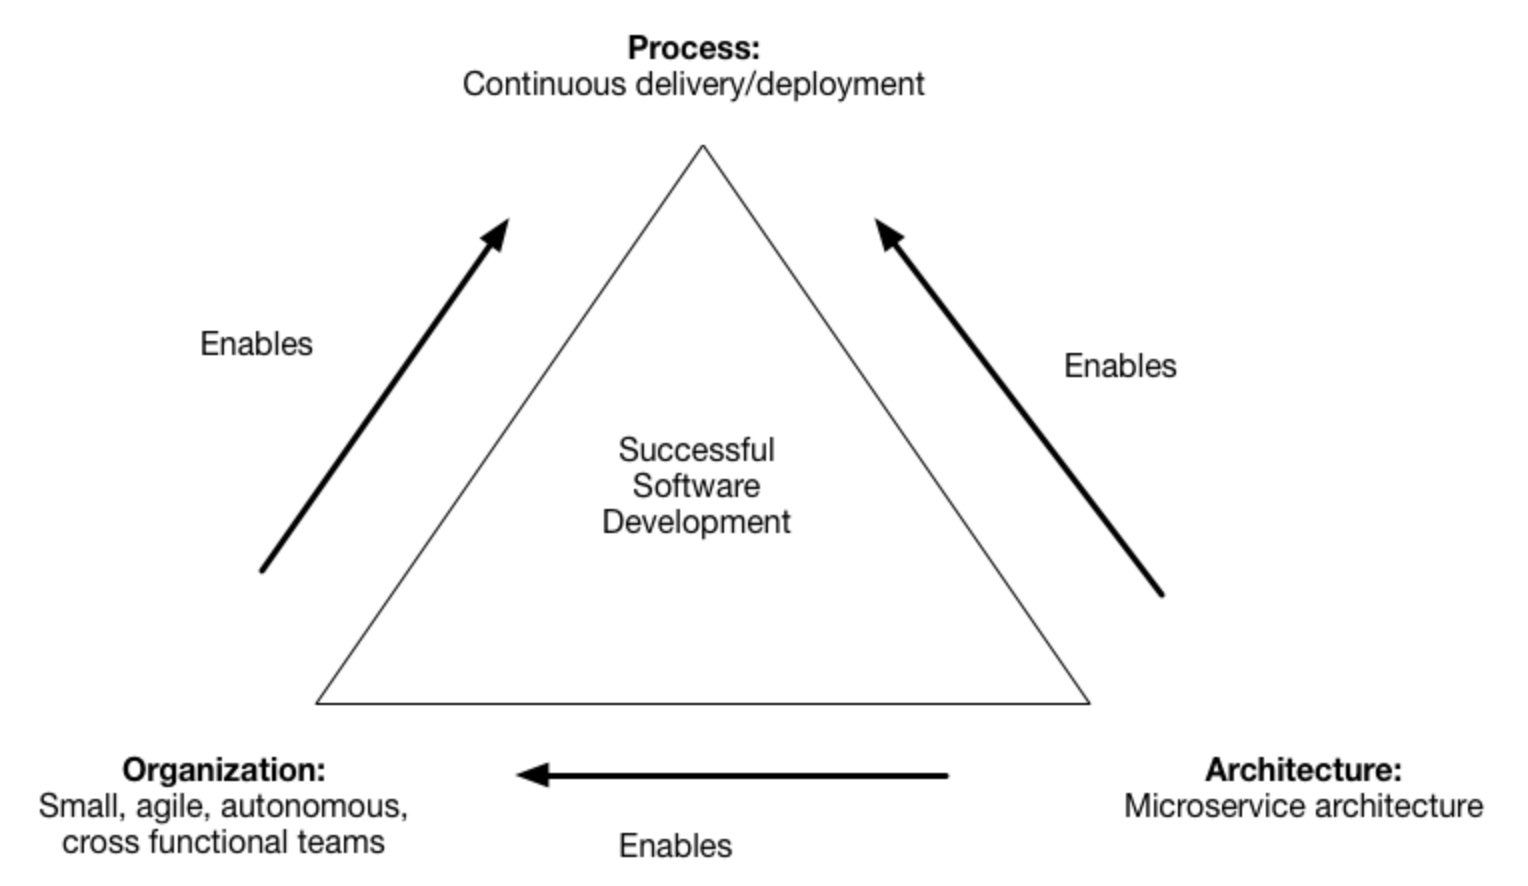 Process:
Continuous delivery/deployment
Enables
Enables
Successful
Software
Development
Organization:
Small, agile, autonomous,
cross functional teams
Enables
Architecture:
Microservice architecture